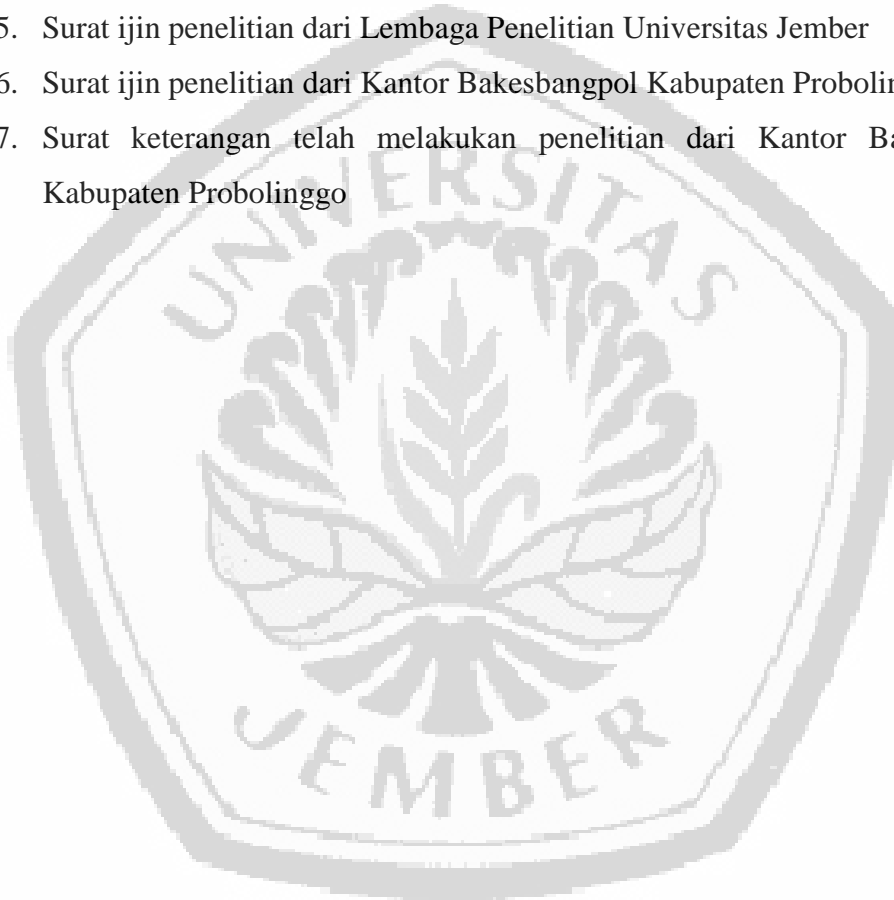 5. Surat ijin penelitian dari Lembaga Penelitian Universitas Jember
6. Surat ijin penelitian dari Kantor Bakesbangpol Kabupaten
7. Surat keterangan telah melakukan penelitian dari Kantor
Kabupaten Probolinggo
UNIVERSITAS
JEMBER